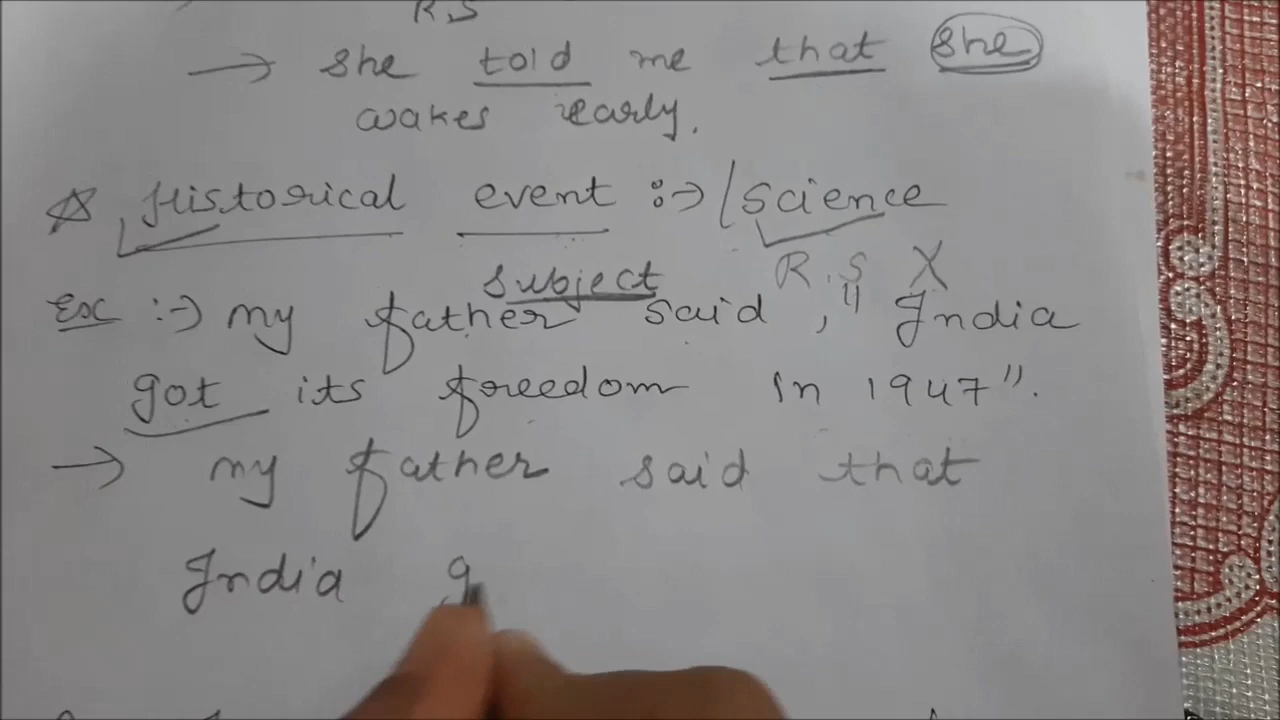 R.S
→ she told me that she
wakes early.
☆ Historical event :→ / science
subject R.S X
Ex :→ my father said ," India
got its freedom in 1947".
→ my father said that
India g